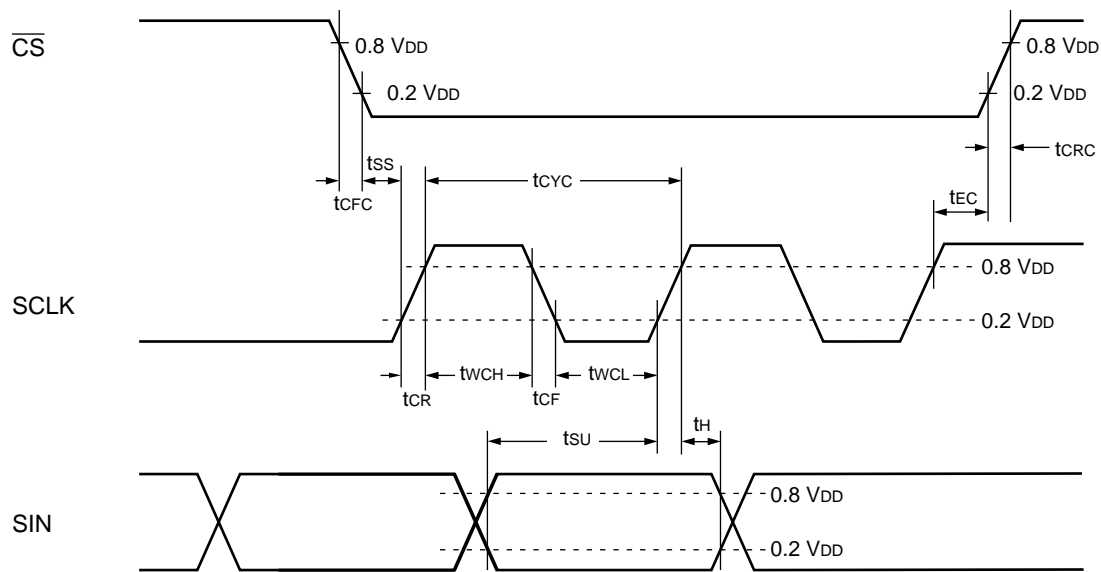 CS
0.8 VDD
0.8 VDD
0.2 VDD
0.2 VDD
tSS
tCYC
tCRC
tCFC
tEC
0.8 VDD
SCLK
0.2 VDD
tCR
tWCH
tCF
tWCL
tSU
tH
0.8 VDD
SIN
0.2 VDD